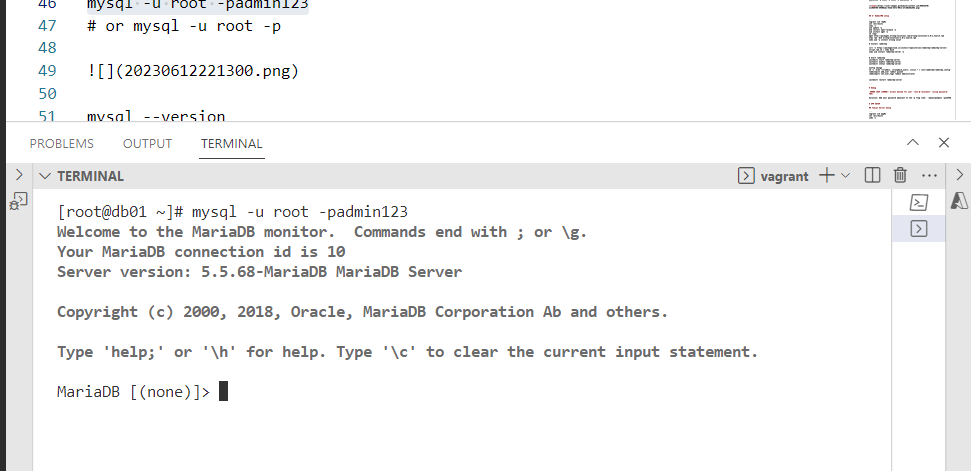 46 mysql -u root -padmin123
47 # or mysql -u root -p
48
49 ![](20230612221300.png)
50
51 mysql --version
PROBLEMS OUTPUT TERMINAL
TERMINAL vagrant
[root@db01 ~]# mysql -u root -padmin123
Welcome to the MariaDB monitor.  Commands end with ; or \g.
Your MariaDB connection id is 10
Server version: 5.5.68-MariaDB MariaDB Server
Copyright (c) 2000, 2018, Oracle, MariaDB Corporation Ab and others.
Type 'help;' or '\h' for help. Type '\c' to clear the current input statement.
MariaDB [(none)]>